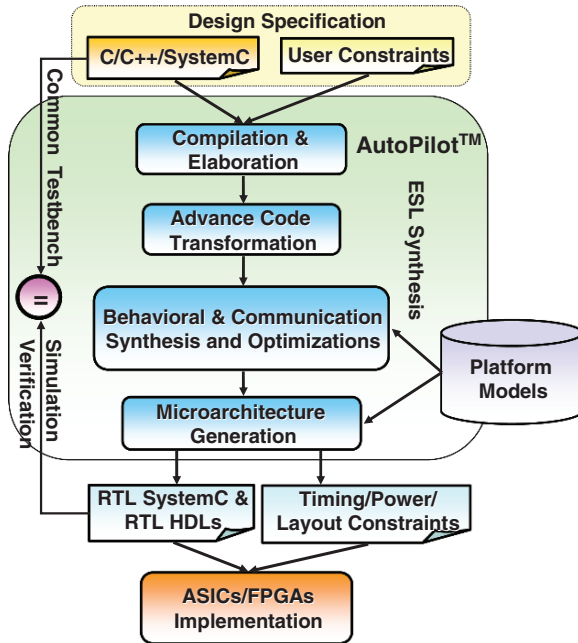 Design Specification
C/C++/SystemC
User Constraints
AutoPilot™
Compilation &
Elaboration
Advance Code
Transformation
ESL Synthesis
Common Testbench
=
Behavioral & Communication
Synthesis and Optimizations
Platform
Models
Simulation
Verification
Microarchitecture
Generation
RTL SystemC &
RTL HDLs
Timing/Power/
Layout Constraints
ASICs/FPGAs
Implementation